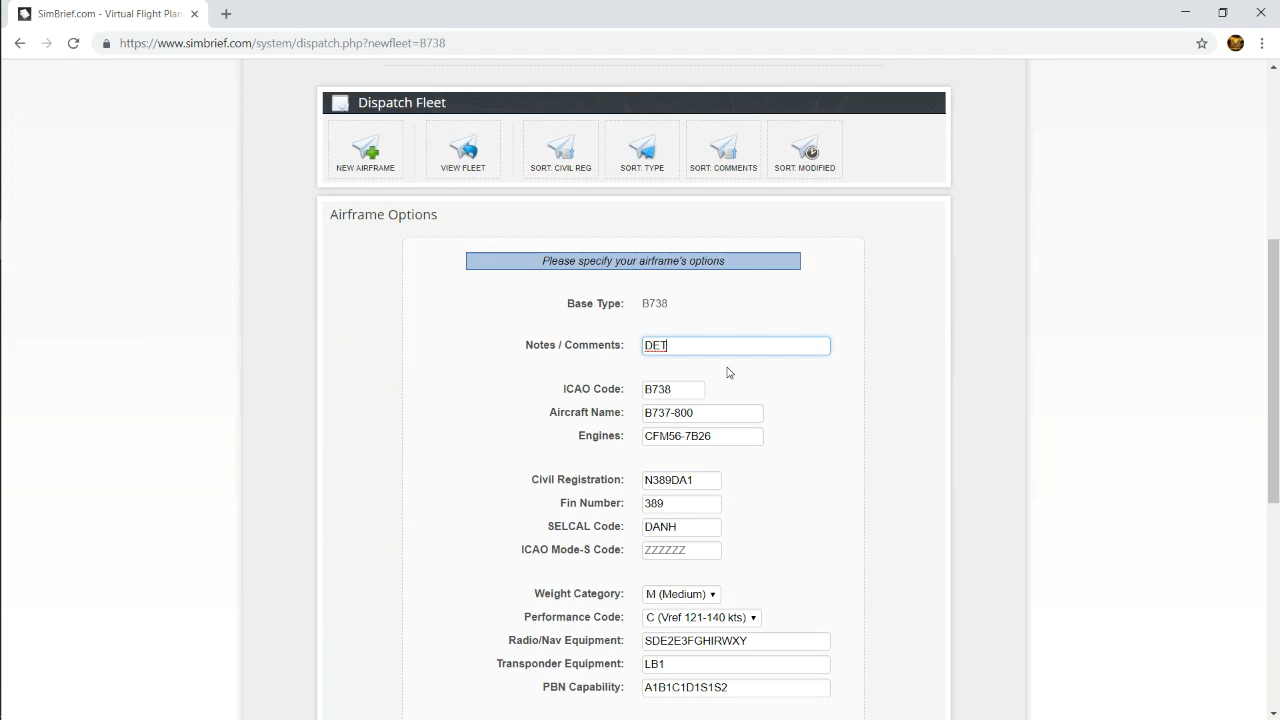 SimBrief.com - Virtual Flight Plan
https://www.simbrief.com/system/dispatch.php?newfleet=B738
Dispatch Fleet
NEW AIRFRAME
VIEW FLEET
SORT: CIVIL REG
SORT: TYPE
SORT: COMMENTS
SORT: MODIFIED
Airframe Options
Please specify your airframe's options
Base Type: B738
Notes / Comments: DET
ICAO Code: B738
Aircraft Name: B737-800
Engines: CFM56-7B26
Civil Registration: N389DA1
Fin Number: 389
SELCAL Code: DANH
ICAO Mode-S Code: ZZZZZZ
Weight Category: M (Medium)
Performance Code: C (Vref 121-140 kts)
Radio/Nav Equipment: SDE2E3FGHIRWXY
Transponder Equipment: LB1
PBN Capability: A1B1C1D1S1S2